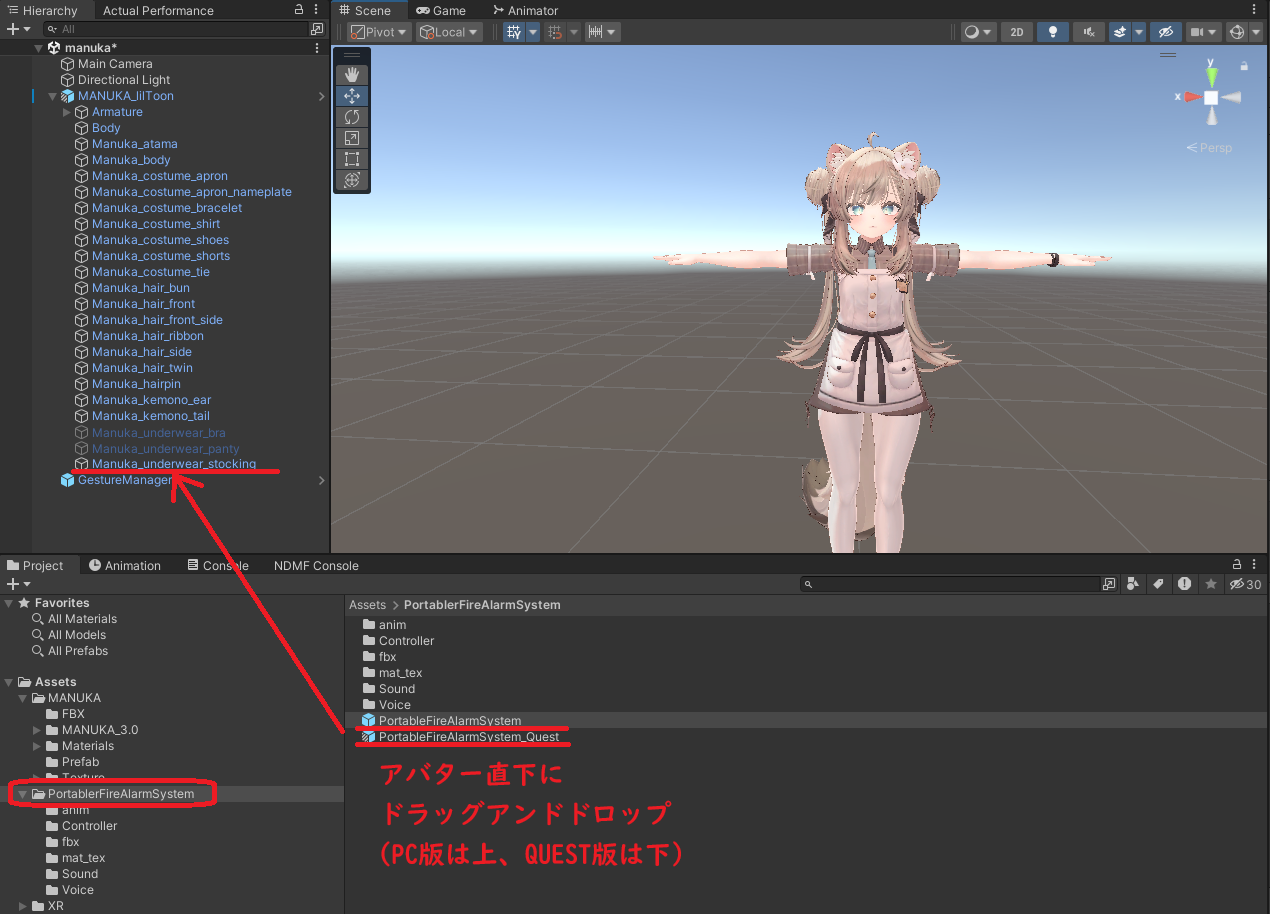 Hierarchy
Actual Performance
All
manuka*
Main Camera
Directional Light
MANUKA_lilToon
Armature
Body
Manuka_atama
Manuka_body
Manuka_costume_apron
Manuka_costume_apron_nameplate
Manuka_costume_bracelet
Manuka_costume_shirt
Manuka_costume_shoes
Manuka_costume_shorts
Manuka_costume_tie
Manuka_hair_bun
Manuka_hair_front
Manuka_hair_front_side
Manuka_hair_ribbon
Manuka_hair_side
Manuka_hair_twin
Manuka_hairpin
Manuka_kemono_ear
Manuka_kemono_tail
Manuka_underwear_bra
Manuka_underwear_panty
Manuka_underwear_stocking
GestureManager
Scene
Game
Animator
Pivot
Local
2D
y
x
Persp
Project
Animation
Console
NDMF Console
30
Favorites
All Materials
All Models
All Prefabs
Assets
MANUKA
FBX
MANUKA_3.0
Materials
Prefab
Texture
PortablerFireAlarmSystem
anim
Controller
fbx
mat_tex
Sound
Voice
XR
Assets > PortablerFireAlarmSystem
anim
Controller
fbx
mat_tex
Sound
Voice
PortableFireAlarmSystem
PortableFireAlarmSystem_Quest
アバター直下に
ドラッグアンドドロップ
(PC版は上、QUEST版は下)